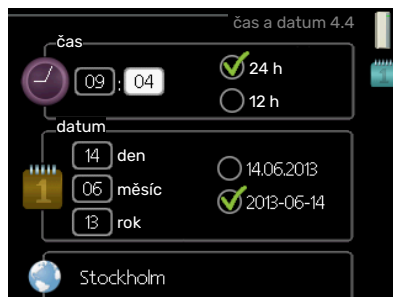 čas a datum 4.4
čas
09 : 04
24 h
12 h
datum
14 den
06 měsíc
13 rok
14.06.2013
2013-06-14
1
Stockholm